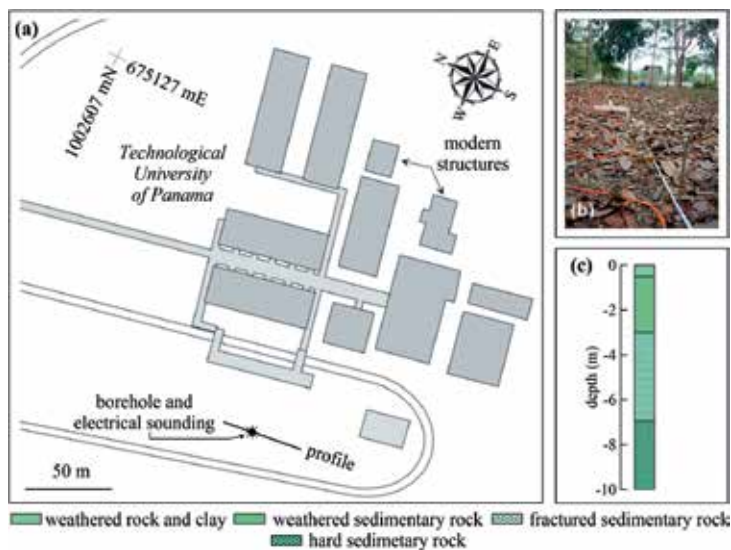 (a)
675127 mE
1002607 mN
Technological
University
of Panama
N
E
W
S
modern
structures
borehole and
electrical sounding
profile
50 m
(b)
(c)
0
-2
-4
-6
-8
-10
depth (m)
weathered rock and clay
weathered sedimentary rock
fractured sedimentary rock
hard sedimetary rock